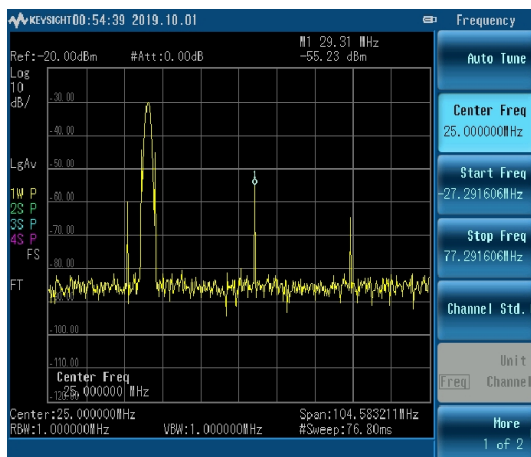 KEYSIGHT 00:54:39 2019.10.01 Frequency
M1 29.31 MHz
Ref:-20.00dBm #Att:0.00dB -55.23 dBm
Log
10
dB/
-30.00
-40.00
LgAv
-50.00
1W P
-60.00
2S P
3S P
-70.00
4S P
FS
-80.00
FT
-100.00
-110.00
Center Freq
25.000000 MHz
Center:25.000000MHz Span:104.583211MHz
RBW:1.000000MHz VBW:1.000000MHz #Sweep:76.80ms
Auto Tune
Center Freq
25.000000MHz
Start Freq
-27.291606MHz
Stop Freq
77.291606MHz
Channel Std.
Unit
Freq Channel
More
1 of 2
1